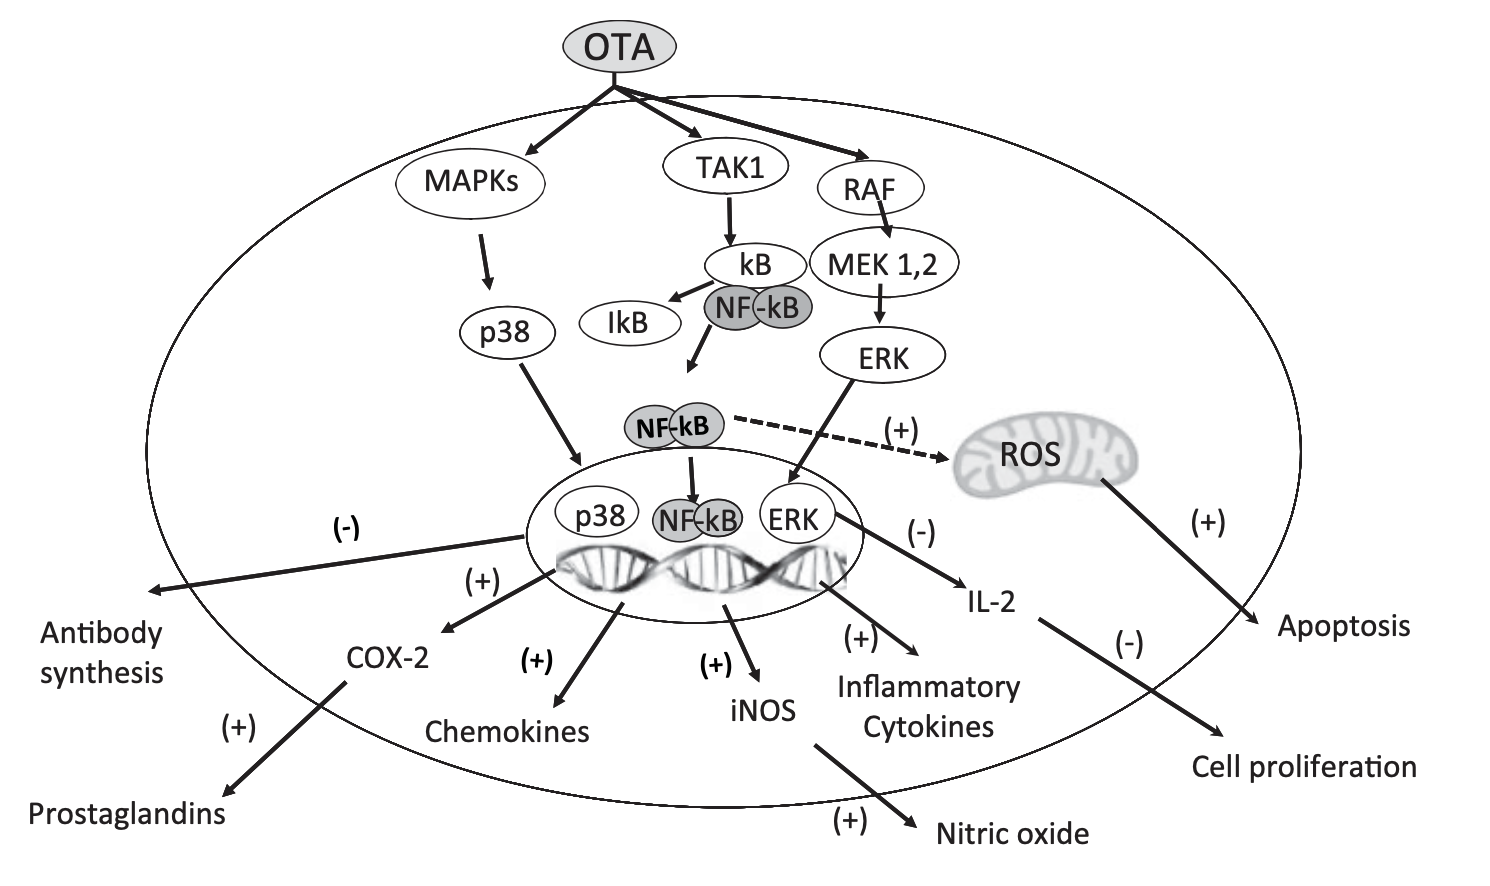 OTA
MAPKs
TAK1
RAF
kB
MEK 1,2
NF-kB
IkB
p38
ERK
NF-kB
(+)
ROS
p38
NF-kB
ERK
(-)
(-)
(+)
(+)
IL-2
Antibody
synthesis
COX-2
(+)
(+)
(+)
(-)
Apoptosis
Inflammatory
Cytokines
iNOS
Chemokines
(+)
Cell proliferation
Prostaglandins
(+)
Nitric oxide